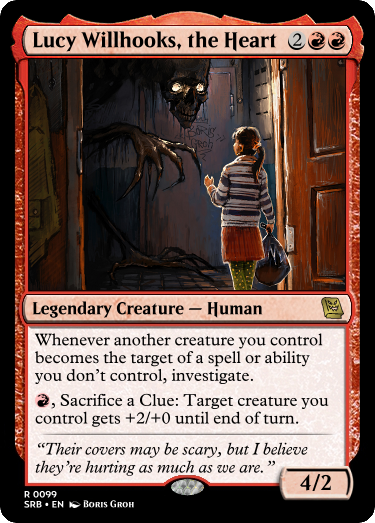 Lucy Willhooks, the Heart 2
Legendary Creature — Human
Whenever another creature you control
becomes the target of a spell or ability
you don't control, investigate.
, Sacrifice a Clue: Target creature you
control gets +2/+0 until end of turn.
“Their covers may be scary, but I believe
they’re hurting as much as we are.”
4/2
R 0099
SRB • EN Boris Groh